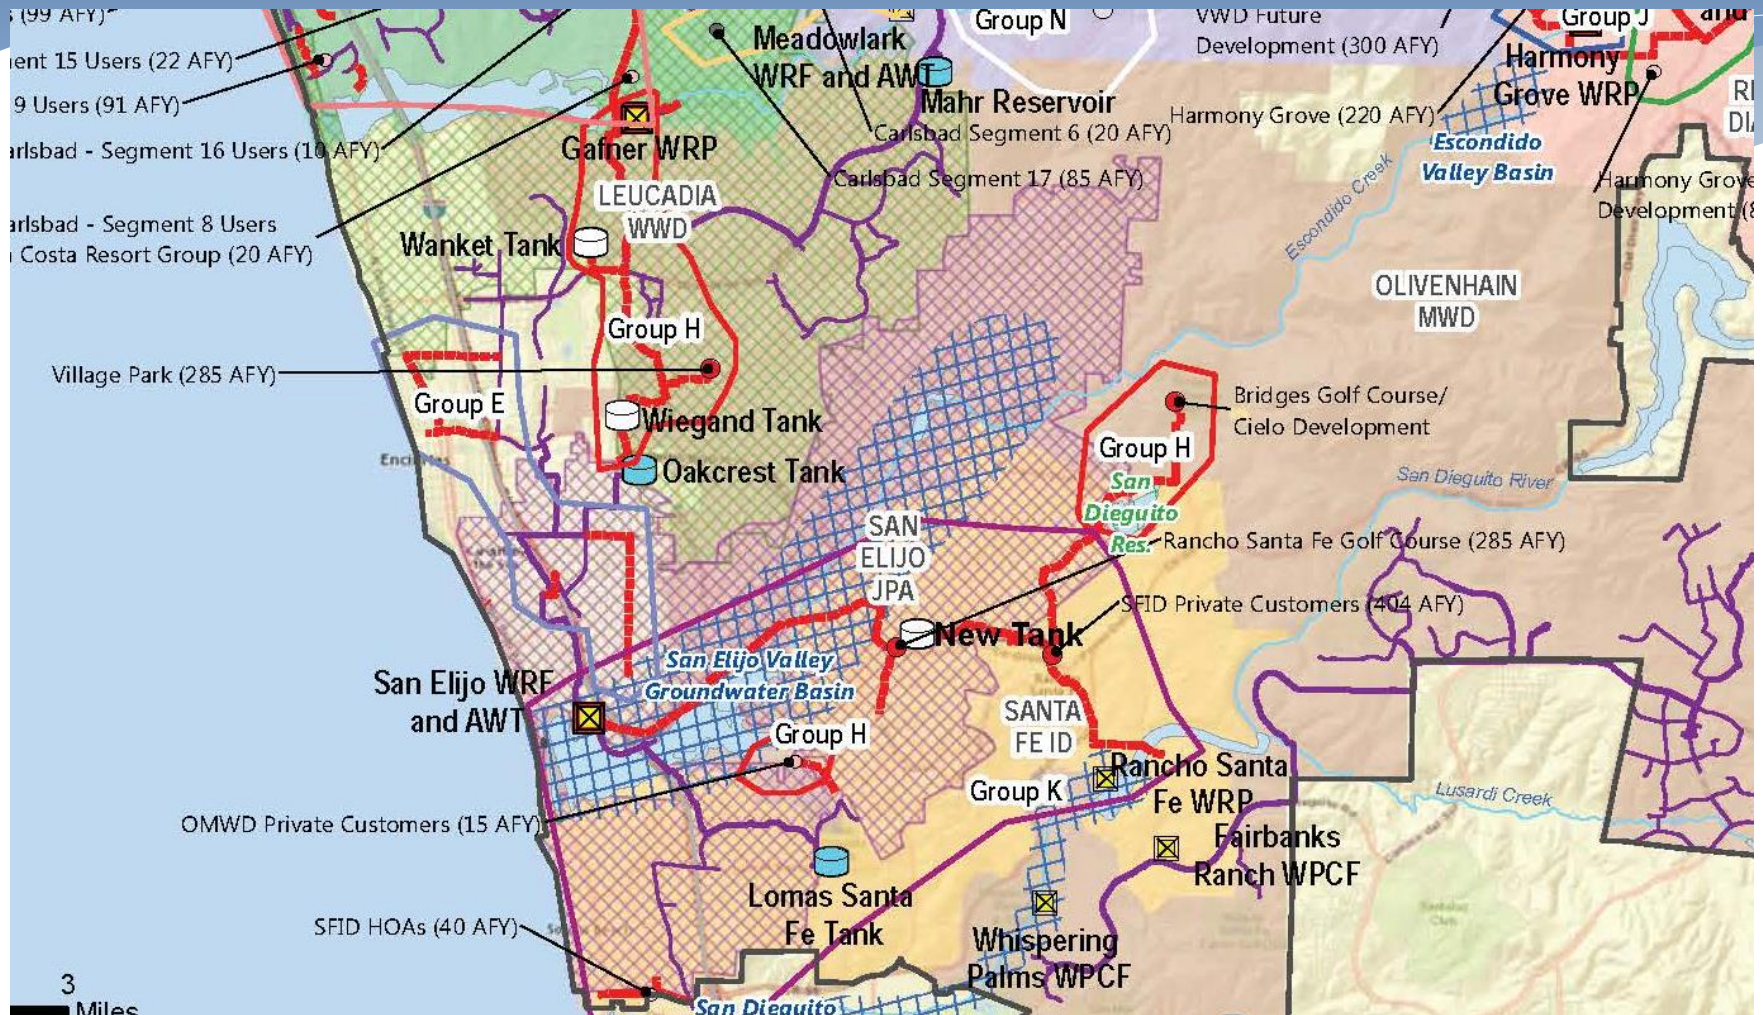 s (99 AFY)
Group N
VWD Future
Development (300 AFY)
Group J
and
ent 15 Users (22 AFY)
Meadowlark
WRF and AWT
Harmony
Grove WRP
9 Users (91 AFY)
Mahr Reservoir
Harmony Grove (220 AFY)
Carlsbad Segment 6 (20 AFY)
arlsbad - Segment 16 Users (10 AFY)
Gafner WRP
Escondido
Valley Basin
Carlsbad Segment 17 (85 AFY)
Harmony Grove
Development (8
LEUCADIA
WWD
Escondido Creek
arlsbad - Segment 8 Users
Costa Resort Group (20 AFY)
Wanket Tank
OLIVENHAIN
MWD
Group H
Village Park (285 AFY)
Group E
Bridges Golf Course/
Cielo Development
Wiegand Tank
Group H
Encinitas
Oakcrest Tank
San Dieguito River
San
Dieguito
Res.
SAN
ELIJO
JPA
Rancho Santa Fe Golf Course (285 AFY)
SFID Private Customers (404 AFY)
New Tank
San Elijo Valley
Groundwater Basin
San Elijo WRF
and AWT
SANTA
FE ID
Group H
Rancho Santa
Fe WRP
Group K
Lusardi Creek
OMWD Private Customers (15 AFY)
Fairbanks
Ranch WPCF
Lomas Santa
Fe Tank
SFID HOAs (40 AFY)
Whispering
Palms WPCF
3
Miles
San Dieguito